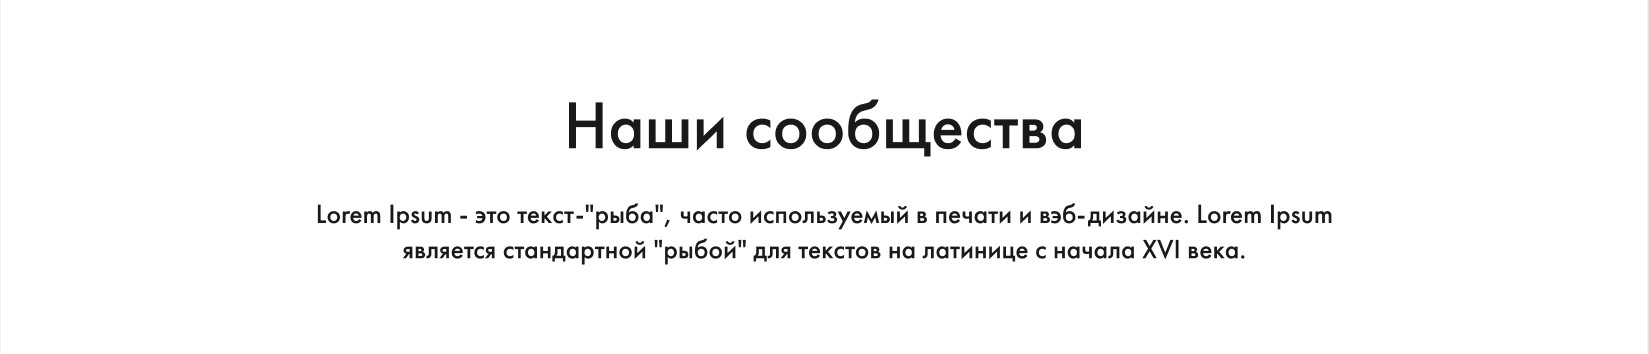 Наши сообщества
Lorem Ipsum - это текст-"рыба", часто используемый в печати и вэб-дизайне. Lorem Ipsum
является стандартной "рыбой" для текстов на латинице с начала XVI века.